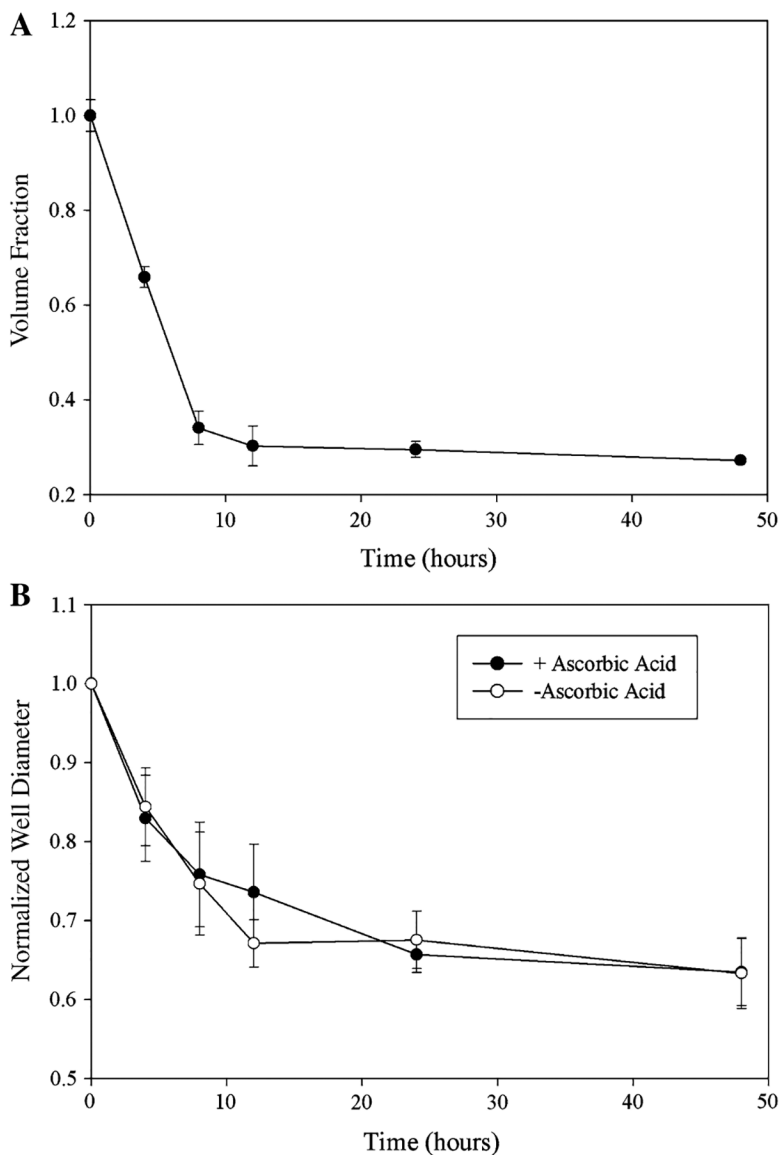 A
1.2
1.0
0.8
0.6
0.4
0.2
Volume Fraction
0 10 20 30 40 50
Time (hours)
B
1.1
1.0
0.9
0.8
0.7
0.6
0.5
Normalized Well Diameter
+ Ascorbic Acid
-Ascorbic Acid
0 10 20 30 40 50
Time (hours)